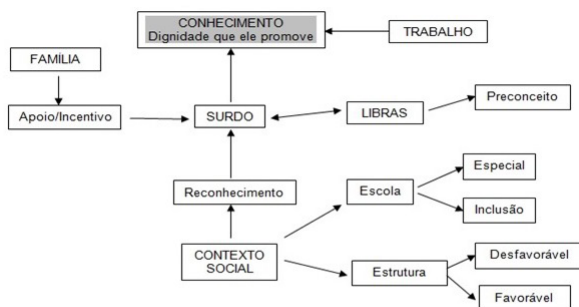 CONHECIMENTO
Dignidade que ele promove
TRABALHO
FAMÍLIA
Apoio/Incentivo
SURDO
LIBRAS
Preconceito
Reconhecimento
Escola
Especial
Inclusão
CONTEXTO
SOCIAL
Estrutura
Desfavorável
Favorável